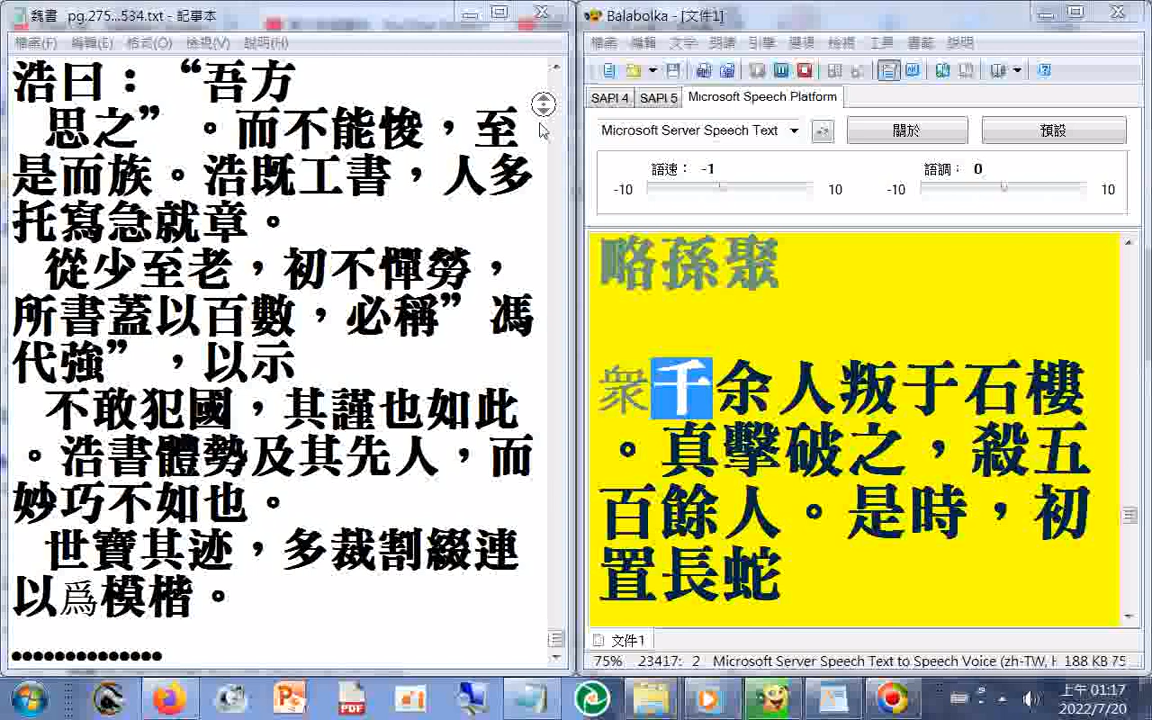 魏書 pg.275...534.txt - 記事本
檔案(F) 編輯(E) 格式(O) 檢視(V) 說明(H)
浩曰：“吾方
思之”。而不能悛，至
是而族。浩既工書，人多
托寫急就章。
從少至老，初不憚勞，
所書蓋以百數，必稱”馮
代強”，以示
不敢犯國，其謹也如此
。浩書體勢及其先人，而
妙巧不如也。
世寶其迹，多裁割綴連
以爲模楷。
••••••••••••••
Balabolka - [文件1]
檔案 編輯 文字 朗讀 引擎 選項 檢視 工具 書籤 說明
SAPI 4 SAPI 5 Microsoft Speech Platform
Microsoft Server Speech Text 關於 預設
語速： -1 語調： 0
-10 10 -10 10
略孫聚
衆千余人叛于石樓
。真擊破之，殺五
百餘人。是時，初
置長蛇
文件1
75% 23417: 2 Microsoft Server Speech Text to Speech Voice (zh-TW, H 188 KB 75
PDF
上午 01:17
2022/7/20